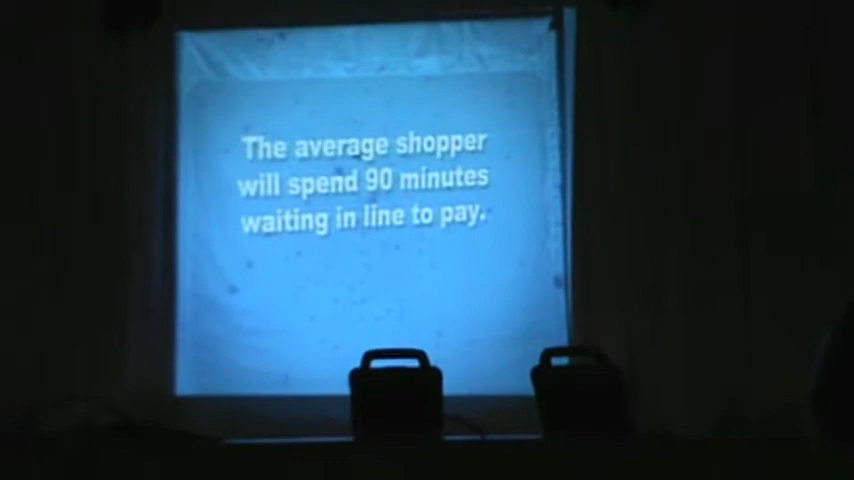 The average shopper
will spend 90 minutes
waiting in line to pay.